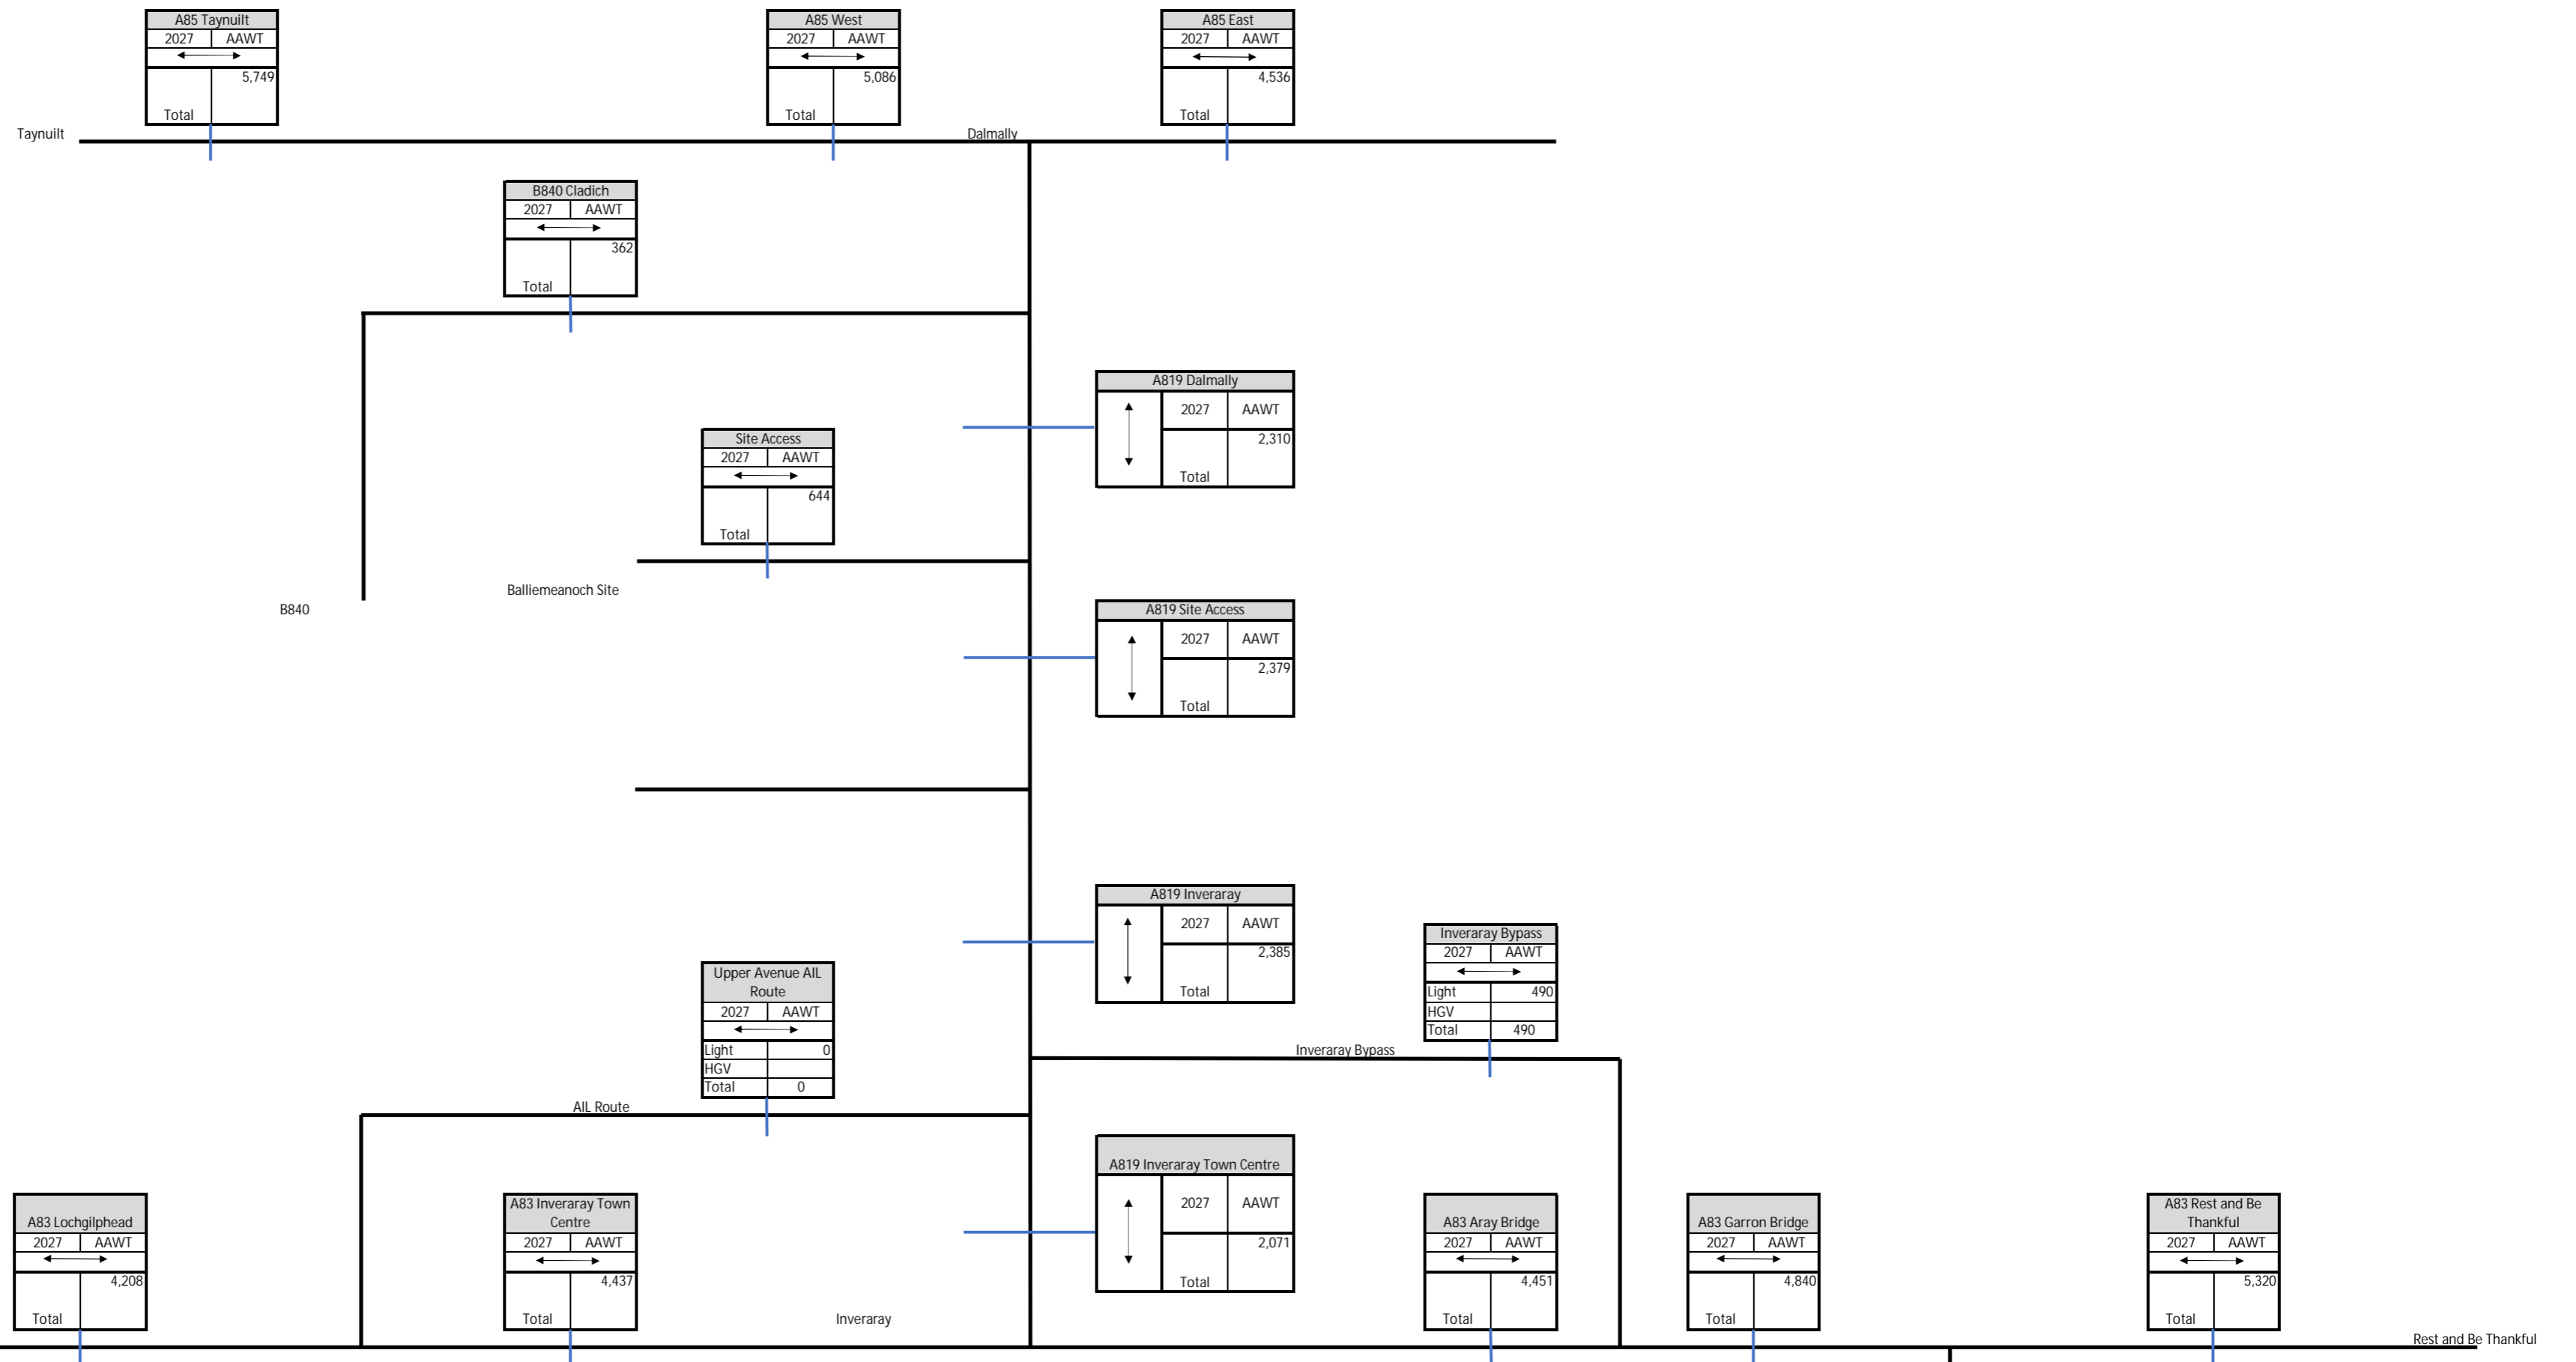 A85 Taynuilt
2027 AAWT
5,749
Total
A85 West
2027 AAWT
5,086
Total
A85 East
2027 AAWT
4,536
Total
Taynuilt
Dalmally
B840 Cladich
2027 AAWT
362
Total
A819 Dalmally
2027 AAWT
2,310
Total
Site Access
2027 AAWT
644
Total
Balliemeanoch Site
B840
A819 Site Access
2027 AAWT
2,379
Total
A819 Inveraray
2027 AAWT
2,385
Total
Inveraray Bypass
2027 AAWT
Light 490
HGV
Total 490
Upper Avenue AIL
Route
2027 AAWT
Light 0
HGV
Total 0
Inveraray Bypass
AIL Route
A819 Inveraray Town Centre
2027 AAWT
2,071
Total
A83 Lochgilphead
2027 AAWT
4,208
Total
A83 Inveraray Town
Centre
2027 AAWT
4,437
Total
Inveraray
A83 Aray Bridge
2027 AAWT
4,451
Total
A83 Garron Bridge
2027 AAWT
4,840
Total
A83 Rest and Be
Thankful
2027 AAWT
5,320
Total
Rest and Be Thankful